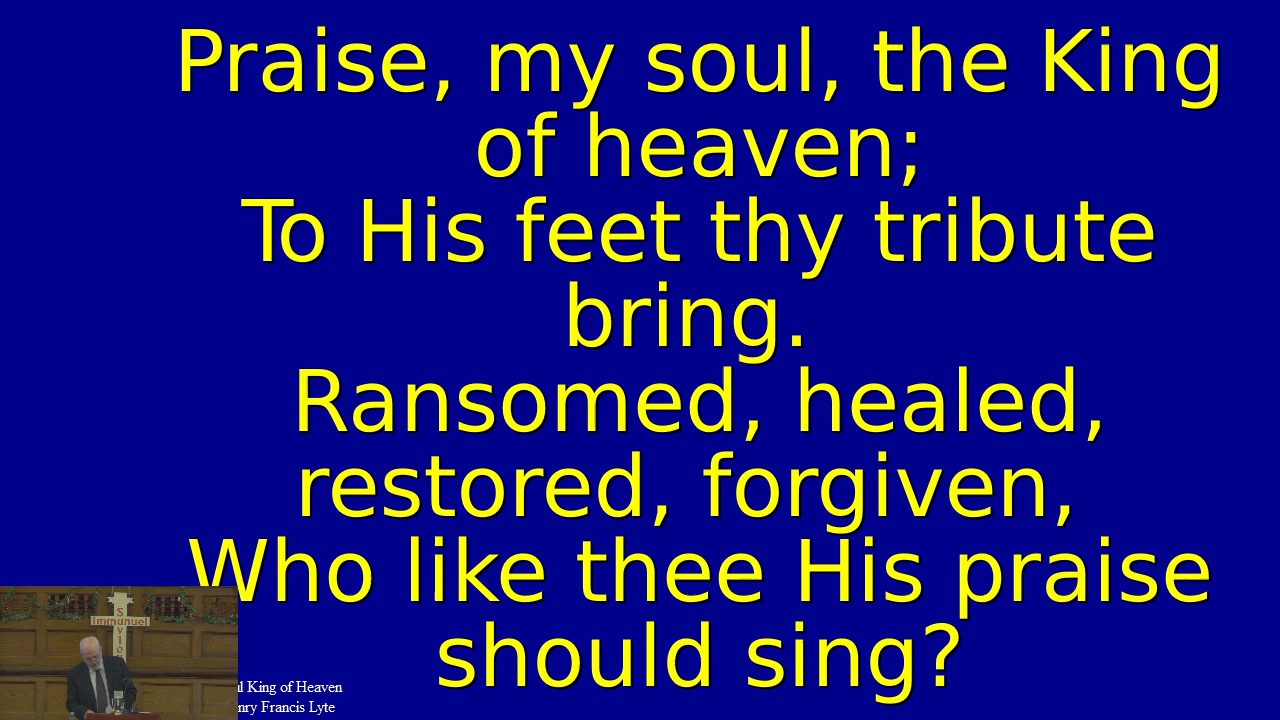 Praise, my soul, the King
of heaven;
To His feet thy tribute
bring.
Ransomed, healed,
restored, forgiven,
Who like thee His praise
should sing?
Saviour
Immanuel
King of Heaven
Francis Lyte